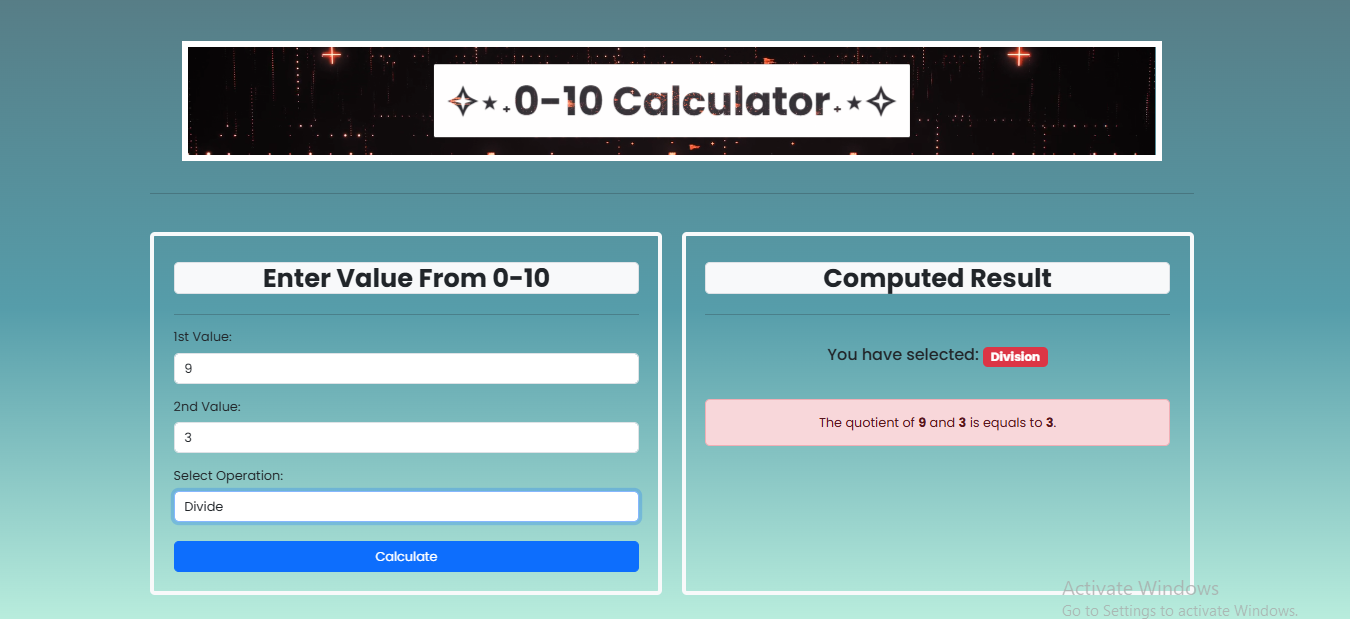 0-10 Calculator
Enter Value From 0-10
1st Value:
9
2nd Value:
3
Select Operation:
Divide
Calculate
Computed Result
You have selected: Division
The quotient of 9 and 3 is equals to 3.
Activate Windows
Go to Settings to activate Windows.